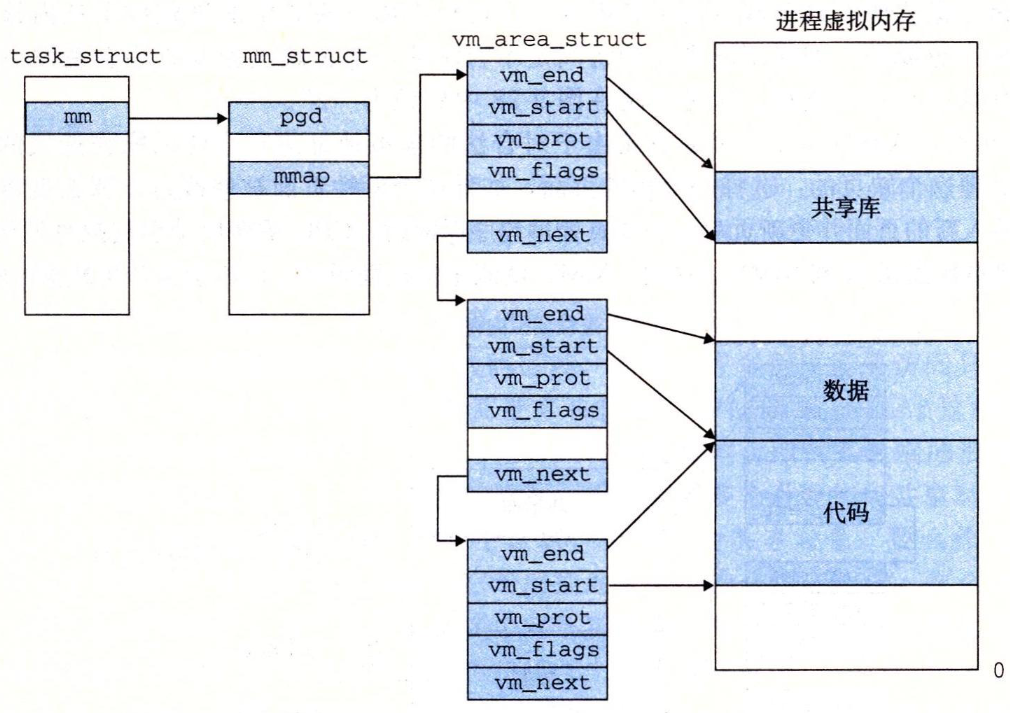 进程虚拟内存
task_struct
mm_struct
vm_area_struct
mm
pgd
mmap
vm_end
vm_start
vm_prot
vm_flags
vm_next
vm_end
vm_start
vm_prot
vm_flags
vm_next
vm_end
vm_start
vm_prot
vm_flags
vm_next
共享库
数据
代码
0